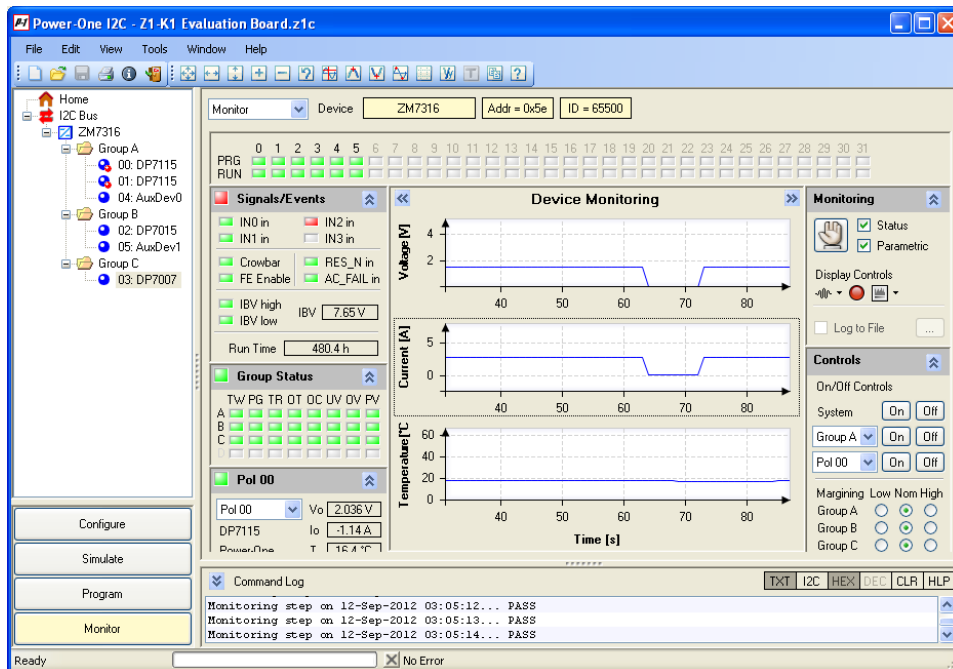 Power-One I2C - Z1-K1 Evaluation Board.z1c
File Edit View Tools Window Help
Home
I2C Bus
ZM7316
Group A
00: DP7115
01: DP7115
04: AuxDev0
Group B
02: DP7015
05: AuxDev1
Group C
03: DP7007
Configure
Simulate
Program
Monitor
Monitor Device ZM7316 Addr = 0x5e ID = 65500
0 1 2 3 4 5 6 7 8 9 10 11 12 13 14 15 16 17 18 19 20 21 22 23 24 25 26 27 28 29 30 31
PRG
RUN
Signals/Events
IN0 in IN2 in
IN1 in IN3 in
Crowbar RES_N in
FE Enable AC_FAIL in
IBV high
IBV low
IBV 7.65 V
Run Time 480.4 h
Group Status
TW PG TR OT OC UV OV PV
A
B
C
D
Pol 00
Pol 00 Vo 2.036 V
DP7115 Io -1.14 A
Power-One T 16.4 °C
Device Monitoring
Voltage [V]
4
2
40 50 60 70 80
Current [A]
5
0
40 50 60 70 80
Temperature [°C
60
40
20
0
40 50 60 70 80
Time [s]
Monitoring
Status
Parametric
Display Controls
Log to File ...
Controls
On/Off Controls
System On Off
Group A On Off
Pol 00 On Off
Margining Low Nom High
Group A
Group B
Group C
Command Log TXT I2C HEX DEC CLR HLP
Monitoring step on 12-Sep-2012 03:05:12... PASS
Monitoring step on 12-Sep-2012 03:05:13... PASS
Monitoring step on 12-Sep-2012 03:05:14... PASS
Ready No Error